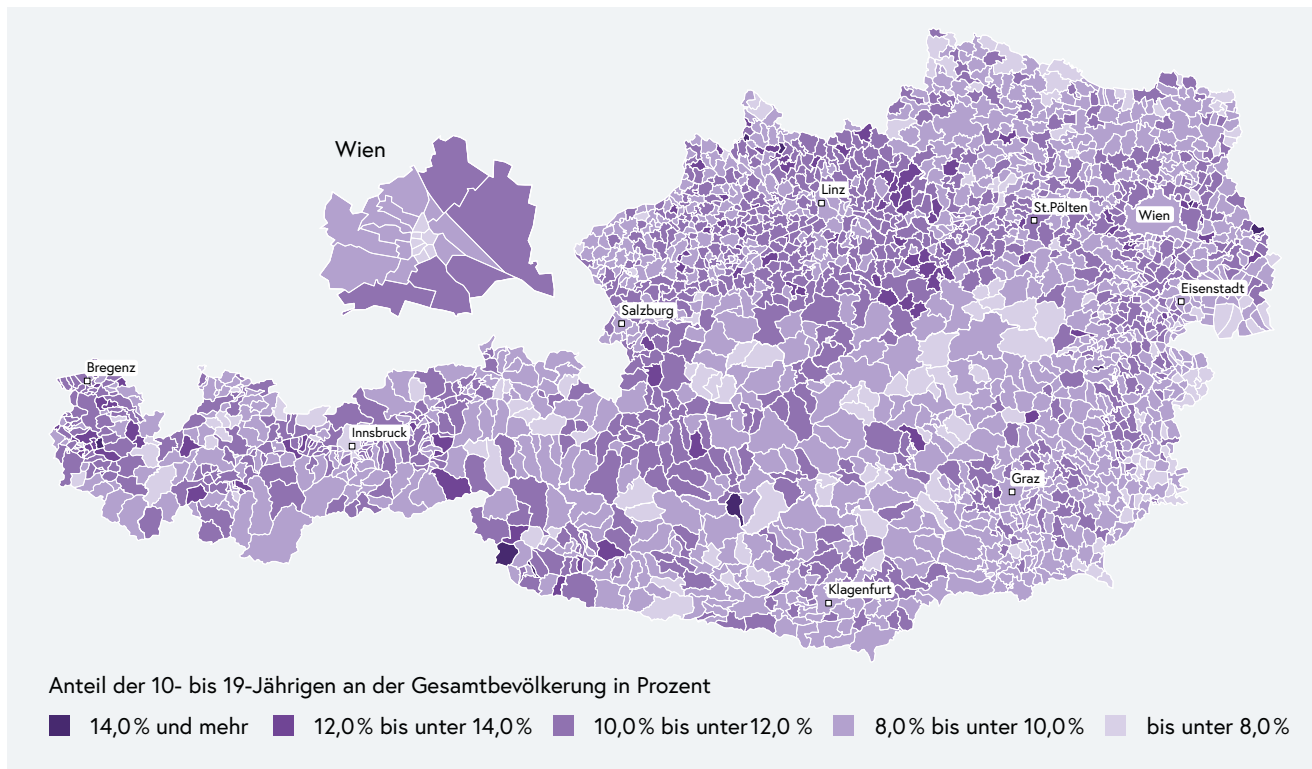 Wien
Linz
St.Pölten
Wien
Eisenstadt
Salzburg
Bregenz
Innsbruck
Graz
Klagenfurt
Anteil der 10- bis 19-Jährigen an der Gesamtbevölkerung in Prozent
14,0% und mehr 12,0% bis unter 14,0% 10,0% bis unter 12,0 % 8,0% bis unter 10,0% bis unter 8,0%